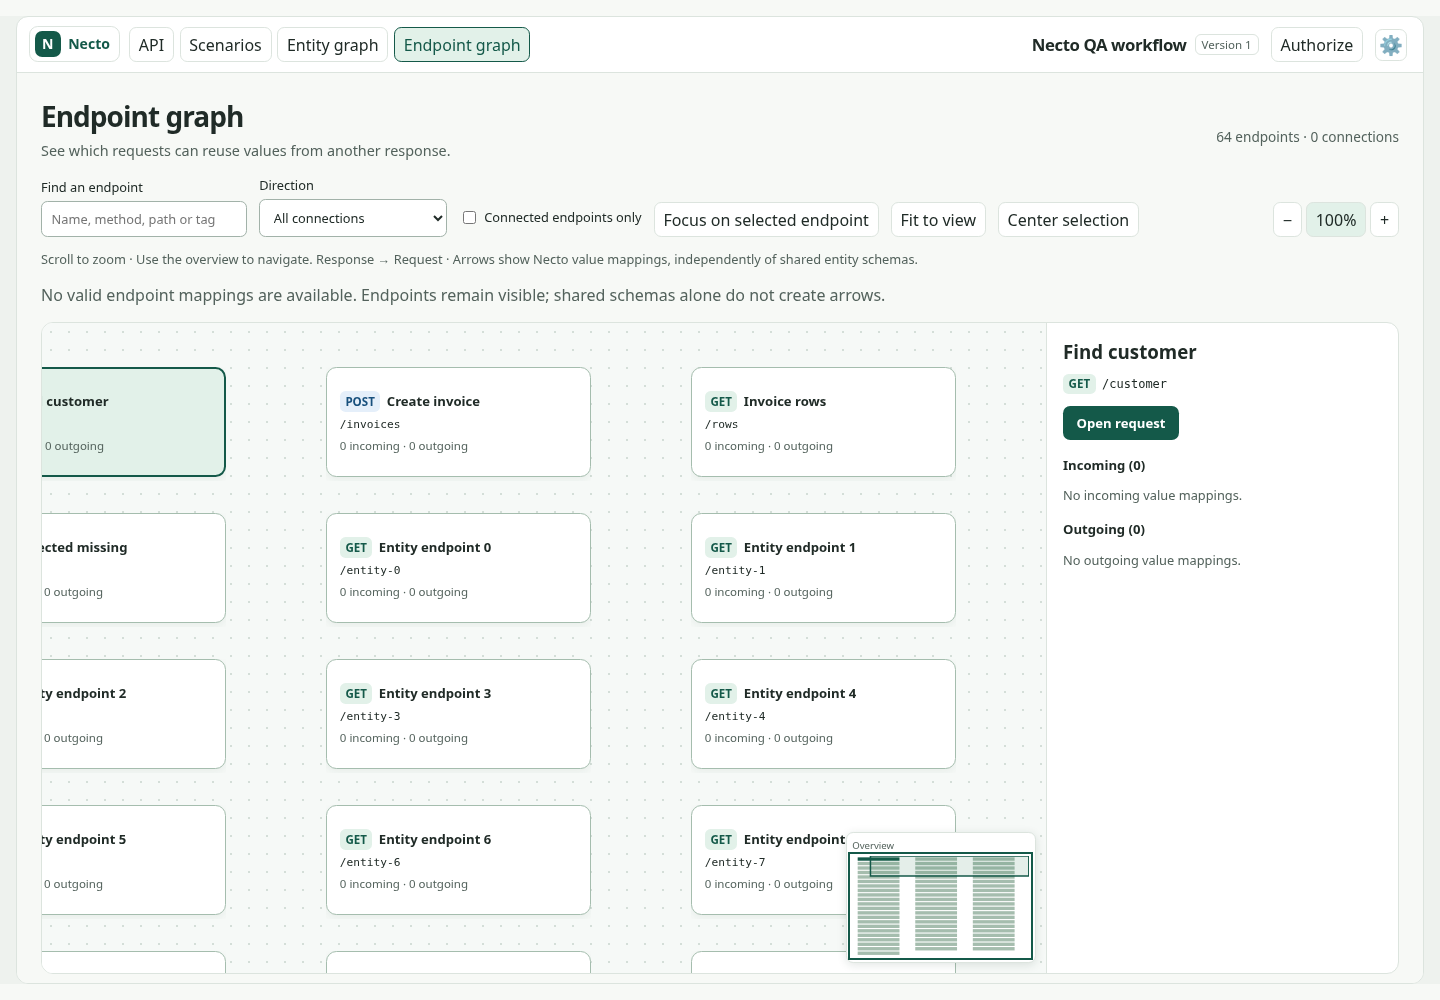 N Necto
API
Scenarios
Entity graph
Endpoint graph
Necto QA workflow
Version 1
Authorize
Endpoint graph
See which requests can reuse values from another response.
64 endpoints · 0 connections
Find an endpoint
Name, method, path or tag
Direction
All connections
Connected endpoints only
Focus on selected endpoint
Fit to view
Center selection
−
100%
+
Scroll to zoom · Use the overview to navigate. Response → Request · Arrows show Necto value mappings, independently of shared entity schemas.
No valid endpoint mappings are available. Endpoints remain visible; shared schemas alone do not create arrows.
customer
0 outgoing
POST Create invoice
/invoices
0 incoming · 0 outgoing
GET Invoice rows
/rows
0 incoming · 0 outgoing
ected missing
0 outgoing
GET Entity endpoint 0
/entity-0
0 incoming · 0 outgoing
GET Entity endpoint 1
/entity-1
0 incoming · 0 outgoing
ty endpoint 2
0 outgoing
GET Entity endpoint 3
/entity-3
0 incoming · 0 outgoing
GET Entity endpoint 4
/entity-4
0 incoming · 0 outgoing
ty endpoint 5
0 outgoing
GET Entity endpoint 6
/entity-6
0 incoming · 0 outgoing
GET Entity endpoint
/entity-7
0 incoming · 0 outgoing
Overview
Find customer
GET /customer
Open request
Incoming (0)
No incoming value mappings.
Outgoing (0)
No outgoing value mappings.